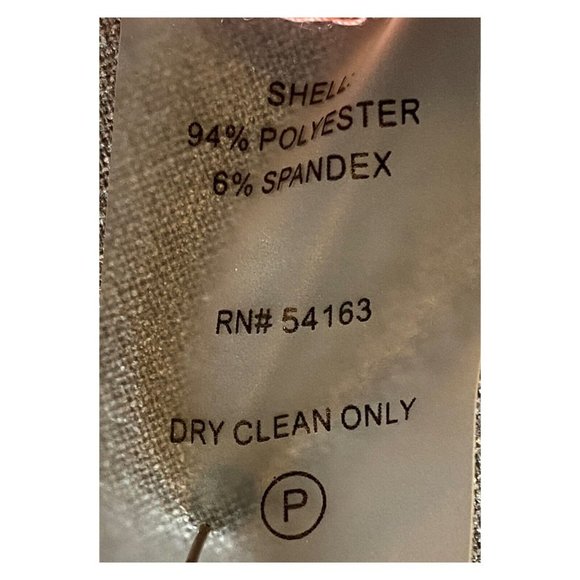 SHELL:
94% POLYESTER
6% SPANDEX
RN# 54163
DRY CLEAN ONLY
P